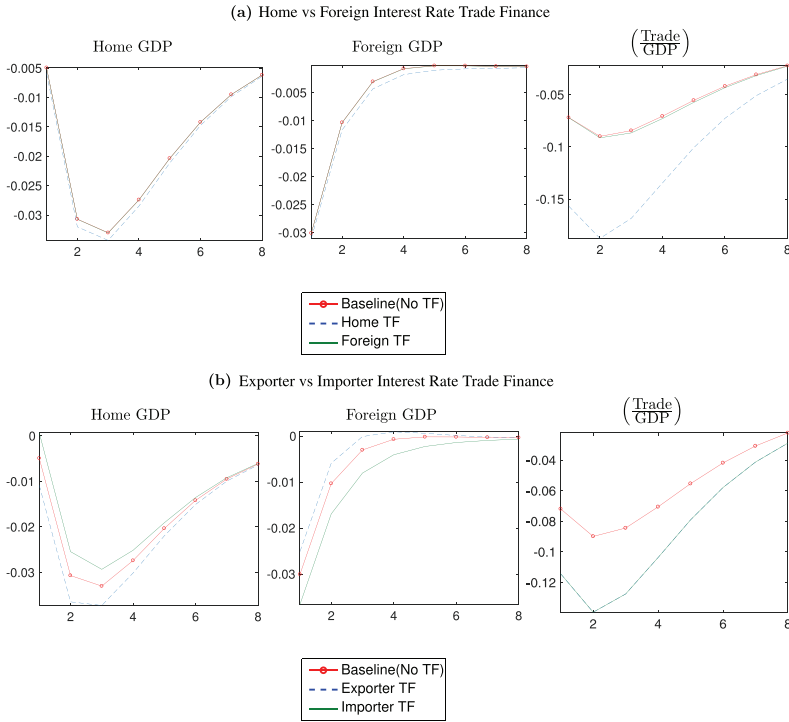 (a) Home vs Foreign Interest Rate Trade Finance
Home GDP
Foreign GDP
(Trade/GDP)
-0.005
-0.01
-0.015
-0.02
-0.025
-0.03
2 4 6 8
-0.005
-0.01
-0.015
-0.02
-0.025
-0.03
2 4 6 8
-0.05
-0.1
-0.15
2 4 6 8
Baseline(No TF)
Home TF
Foreign TF
(b) Exporter vs Importer Interest Rate Trade Finance
Home GDP
Foreign GDP
(Trade/GDP)
0
-0.01
-0.02
-0.03
2 4 6 8
0
-0.01
-0.02
-0.03
2 4 6 8
-0.04
-0.06
-0.08
-0.1
-0.12
2 4 6 8
Baseline(No TF)
Exporter TF
Importer TF